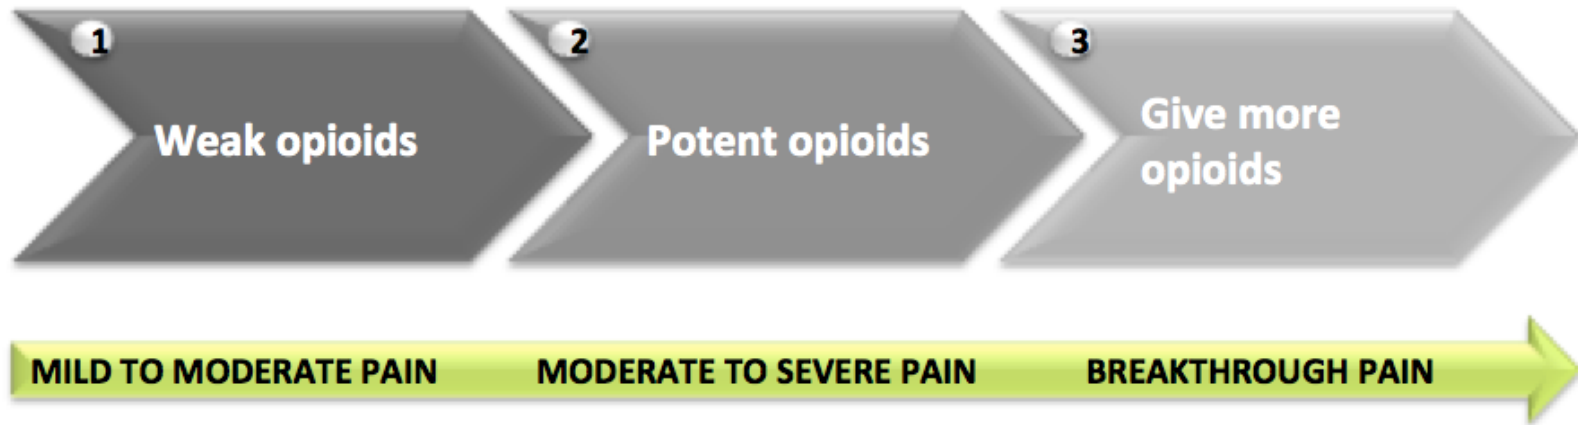 1
Weak opioids
2
Potent opioids
3
Give more
opioids
MILD TO MODERATE PAIN
MODERATE TO SEVERE PAIN
BREAKTHROUGH PAIN